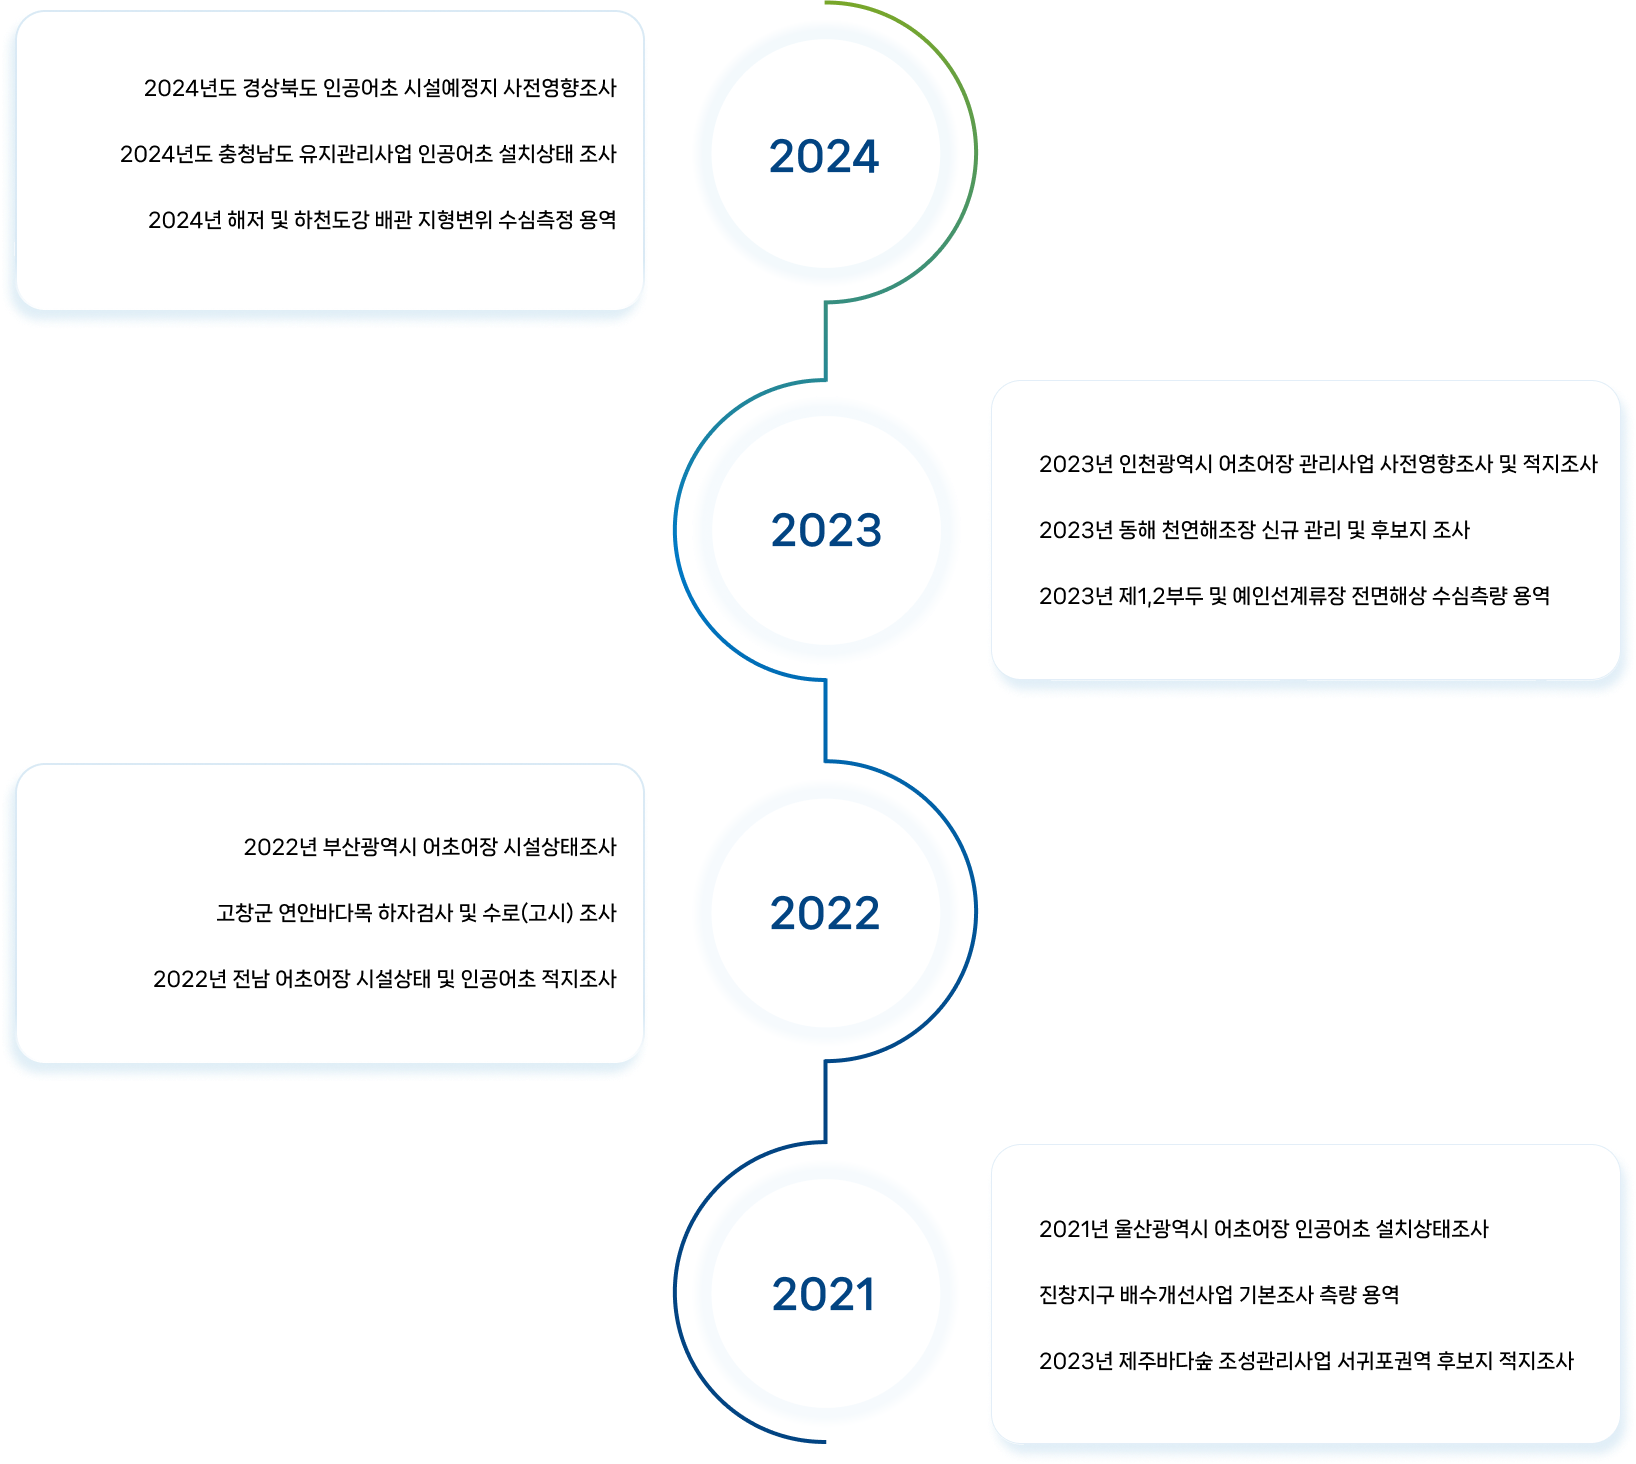 2024년도 경상북도 인공어초 시설예정지 사전영향조사
2024년도 충청남도 유지관리사업 인공어초 설치상태 조사
2024년 해저 및 하천도강 배관 지형변위 수심측정 용역
2024
2023
2023년 인천광역시 어초어장 관리사업 사전영향조사 및 적지조사
2023년 동해 천연해조장 신규 관리 및 후보지 조사
2023년 제1,2부두 및 예인선계류장 전면해상 수심측량 용역
2022년 부산광역시 어초어장 시설상태조사
고창군 연안바다목 하자검사 및 수로(고시) 조사
2022년 전남 어초어장 시설상태 및 인공어초 적지조사
2022
2021
2021년 울산광역시 어초어장 인공어초 설치상태조사
진창지구 배수개선사업 기본조사 측량 용역
2023년 제주바다숲 조성관리사업 서귀포권역 후보지 적지조사